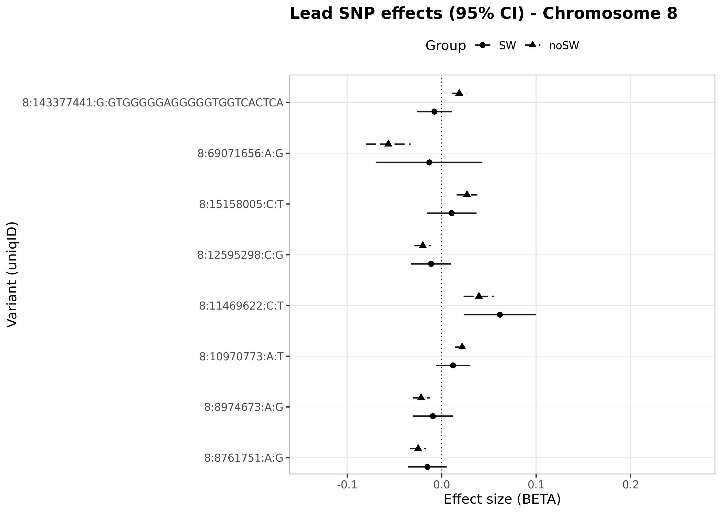 Lead SNP effects (95% CI) - Chromosome 8
Group SW noSW
8:143377441:G:GTGGGGGAGGGGGTGGTCACTCA
8:69071656:A:G
8:15158005:C:T
8:12595298:C:G
8:11469622:C:T
8:10970773:A:T
8:8974673:A:G
8:8761751:A:G
Variant (uniqID)
-0.1 0.0 0.1 0.2
Effect size (BETA)